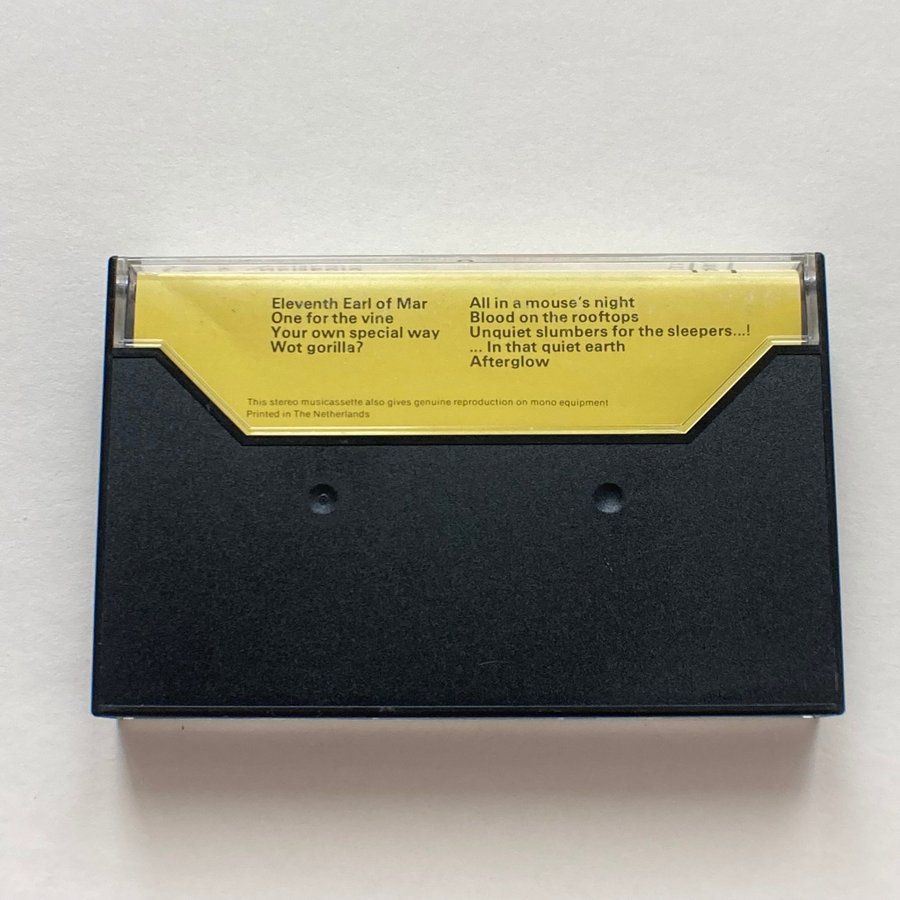 Eleventh Earl of Mar
One for the vine
Your own special way
Wot gorilla?
All in a mouse's night
Blood on the rooftops
Unquiet slumbers for the sleepers...!
... In that quiet earth
Afterglow
This stereo musicassette also gives genuine reproduction on mono equipment
Printed in The Netherlands